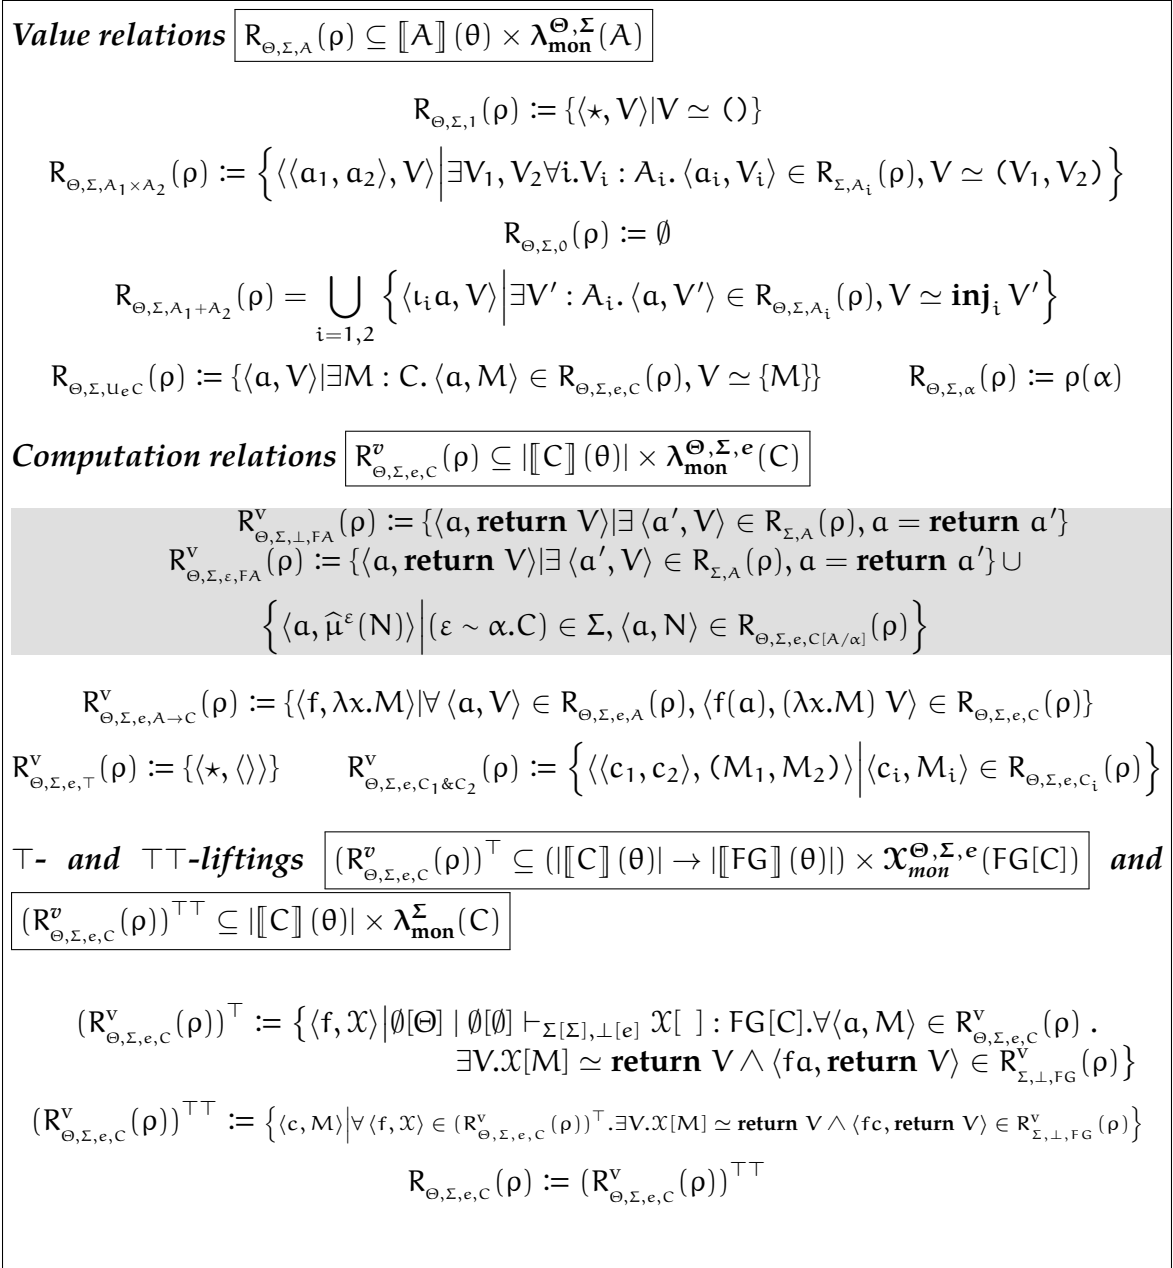 Value relations R_{Θ,Σ,A}(ρ) ⊆ ⟦A⟧(θ) × λ_{mon}^{Θ,Σ}(A)
R_{Θ,Σ,1}(ρ) ≔ {⟨⋆, V⟩|V ≃ ()}
R_{Θ,Σ,A_1×A_2}(ρ) ≔ {⟨⟨a_1, a_2⟩, V⟩|∃V_1, V_2∀i.V_i : A_i. ⟨a_i, V_i⟩ ∈ R_{Σ,A_i}(ρ), V ≃ (V_1, V_2)}
R_{Θ,Σ,0}(ρ) ≔ ∅
R_{Θ,Σ,A_1+A_2}(ρ) = ⋃_{i=1,2} {⟨ι_i a, V⟩|∃V′ : A_i. ⟨a, V′⟩ ∈ R_{Θ,Σ,A_i}(ρ), V ≃ inj_i V′}
R_{Θ,Σ,U_eC}(ρ) ≔ {⟨a, V⟩|∃M : C. ⟨a, M⟩ ∈ R_{Θ,Σ,e,C}(ρ), V ≃ {M}} R_{Θ,Σ,α}(ρ) ≔ ρ(α)
Computation relations R^v_{Θ,Σ,e,C}(ρ) ⊆ |⟦C⟧(θ)| × λ_{mon}^{Θ,Σ,e}(C)
R^v_{Θ,Σ,⊥,FA}(ρ) ≔ {⟨a, return V⟩|∃ ⟨a′, V⟩ ∈ R_{Σ,A}(ρ), a = return a′}
R^v_{Θ,Σ,ε,FA}(ρ) ≔ {⟨a, return V⟩|∃ ⟨a′, V⟩ ∈ R_{Σ,A}(ρ), a = return a′} ∪
{⟨a, μ̂^ε(N)⟩|(ε ∼ α.C) ∈ Σ, ⟨a, N⟩ ∈ R_{Θ,Σ,e,C[A/α]}(ρ)}
R^v_{Θ,Σ,e,A→C}(ρ) ≔ {⟨f, λx.M⟩|∀ ⟨a, V⟩ ∈ R_{Θ,Σ,e,A}(ρ), ⟨f(a), (λx.M) V⟩ ∈ R_{Θ,Σ,e,C}(ρ)}
R^v_{Θ,Σ,e,⊤}(ρ) ≔ {⟨⋆, ⟨⟩⟩} R^v_{Θ,Σ,e,C_1&C_2}(ρ) ≔ {⟨⟨c_1, c_2⟩, (M_1, M_2)⟩|⟨c_i, M_i⟩ ∈ R_{Θ,Σ,e,C_i}(ρ)}
⊤- and ⊤⊤-liftings (R^v_{Θ,Σ,e,C}(ρ))^⊤ ⊆ (|⟦C⟧(θ)| → |⟦FG⟧(θ)|) × 𝒳_{mon}^{Θ,Σ,e}(FG[C]) and
(R^v_{Θ,Σ,e,C}(ρ))^{⊤⊤} ⊆ |⟦C⟧(θ)| × λ_{mon}^Σ(C)
(R^v_{Θ,Σ,e,C}(ρ))^⊤ ≔ {⟨f, 𝒳⟩|∅[Θ] | ∅[∅] ⊢_{Σ[Σ],⊥[e]} 𝒳[ ] : FG[C].∀⟨a, M⟩ ∈ R^v_{Θ,Σ,e,C}(ρ) .
∃V.𝒳[M] ≃ return V ∧ ⟨fa, return V⟩ ∈ R^v_{Σ,⊥,FG}(ρ)}
(R^v_{Θ,Σ,e,C}(ρ))^{⊤⊤} ≔ {⟨c, M⟩|∀ ⟨f, 𝒳⟩ ∈ (R^v_{Θ,Σ,e,C}(ρ))^⊤.∃V.𝒳[M] ≃ return V ∧ ⟨fc, return V⟩ ∈ R^v_{Σ,⊥,FG}(ρ)}
R_{Θ,Σ,e,C}(ρ) ≔ (R^v_{Θ,Σ,e,C}(ρ))^{⊤⊤}